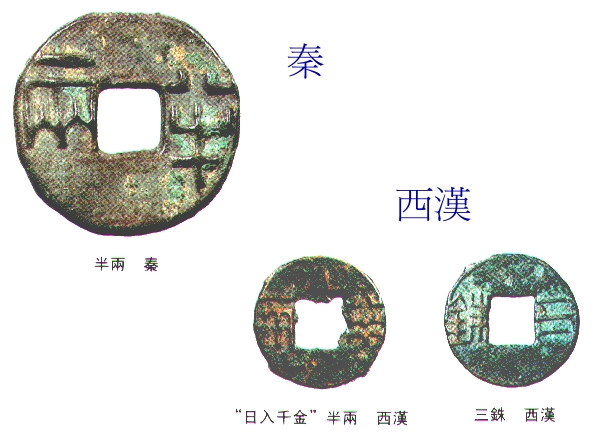 秦
半兩 秦
西漢
“日入千金” 半兩 西漢
三銖 西漢